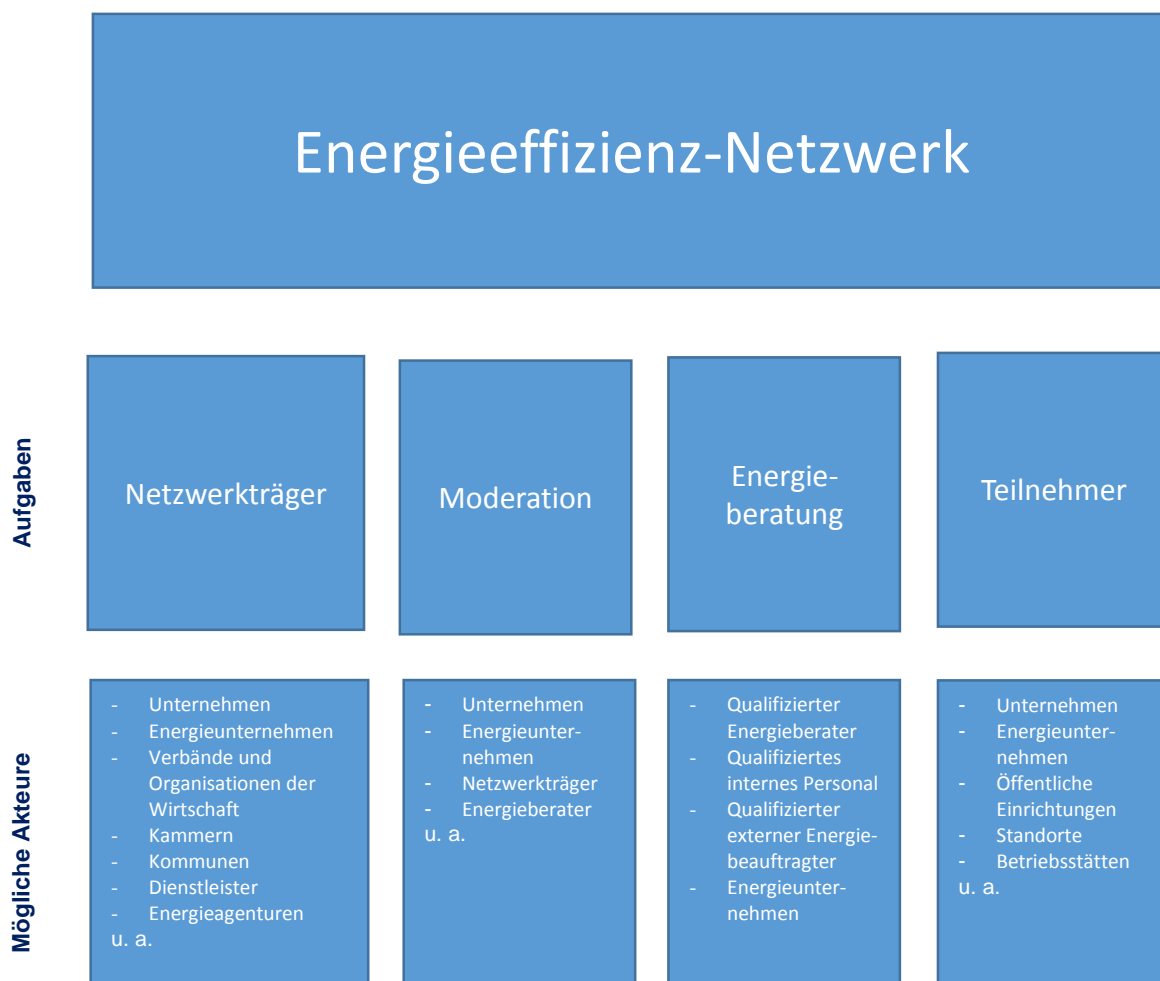 Energieeffizienz-Netzwerk
Aufgaben
Netzwerkträger
Moderation
Energie-
beratung
Teilnehmer
Mögliche Akteure
- Unternehmen
- Energieunternehmen
- Verbände und
Organisationen der
Wirtschaft
- Kammern
- Kommunen
- Dienstleister
- Energieagenturen
u. a.
- Unternehmen
- Energieunter-
nehmen
- Netzwerkträger
- Energieberater
u. a.
- Qualifizierter
Energieberater
- Qualifiziertes
internes Personal
- Qualifizierter
externer Energie-
beauftragter
- Energieunter-
nehmen
- Unternehmen
- Energieunter-
nehmen
- Öffentliche
Einrichtungen
- Standorte
- Betriebsstätten
u. a.